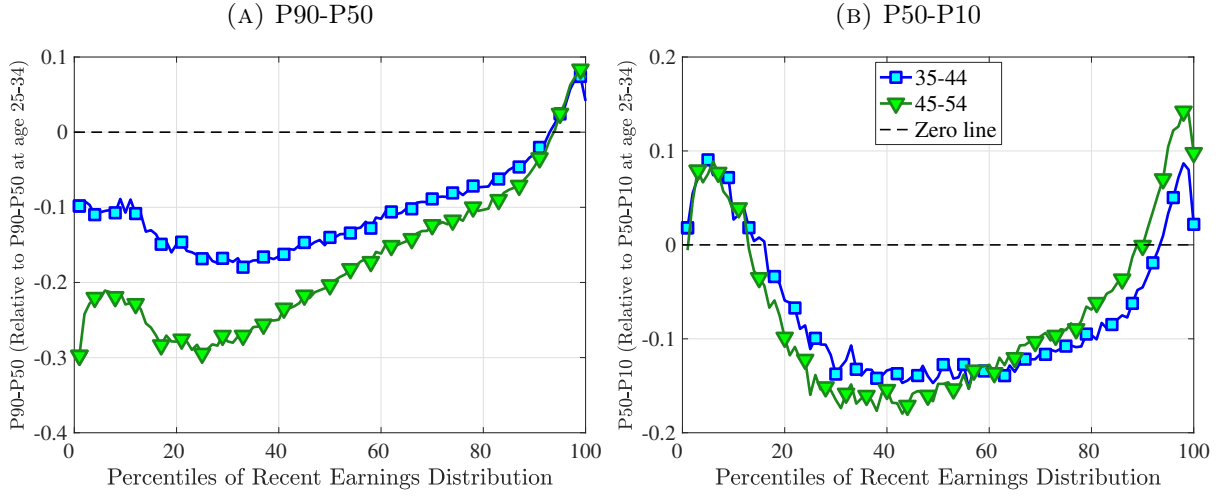 (A) P90-P50
P90-P50 (Relative to P90-P50 at age 25-34)
0.1
0
-0.1
-0.2
-0.3
-0.4
0 20 40 60 80 100
Percentiles of Recent Earnings Distribution
(B) P50-P10
P50-P10 (Relative to P50-P10 at age 25-34)
0.2
0.1
0
-0.1
-0.2
35-44
45-54
Zero line
0 20 40 60 80 100
Percentiles of Recent Earnings Distribution